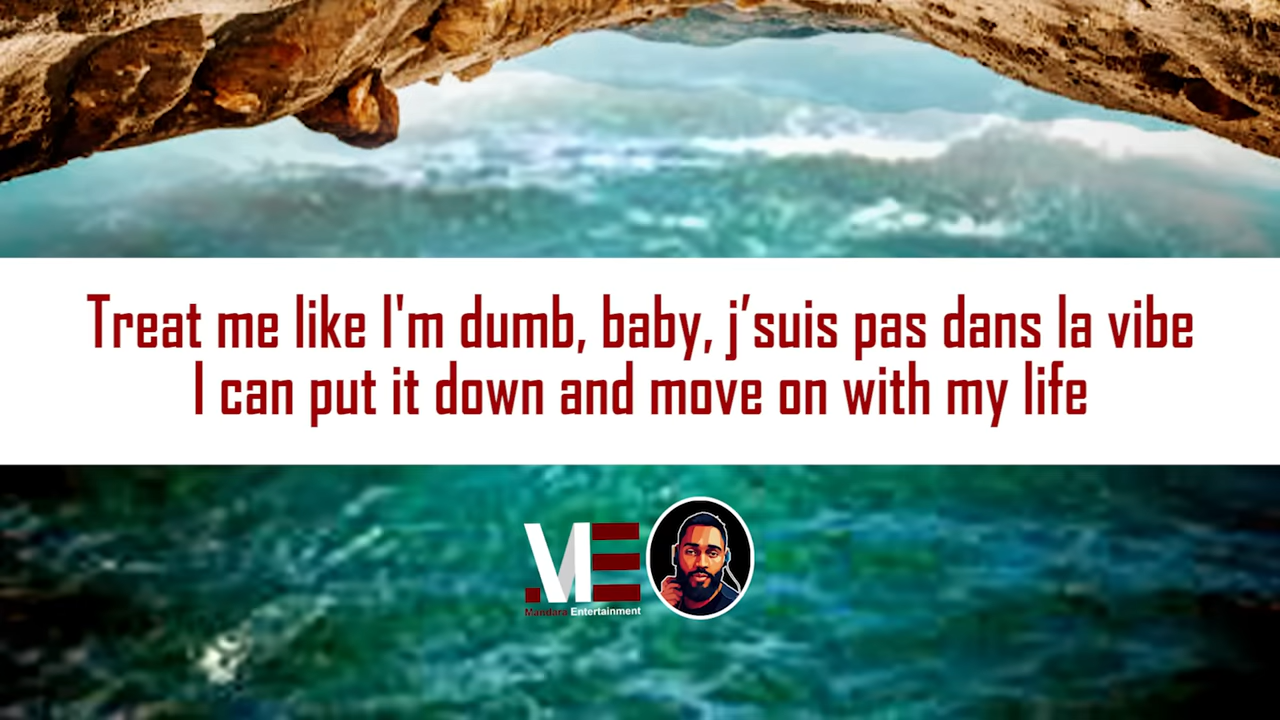 Treat me like I'm dumb, baby, j’suis pas dans la vibe
I can put it down and move on with my life
ME
Mandara Entertainment